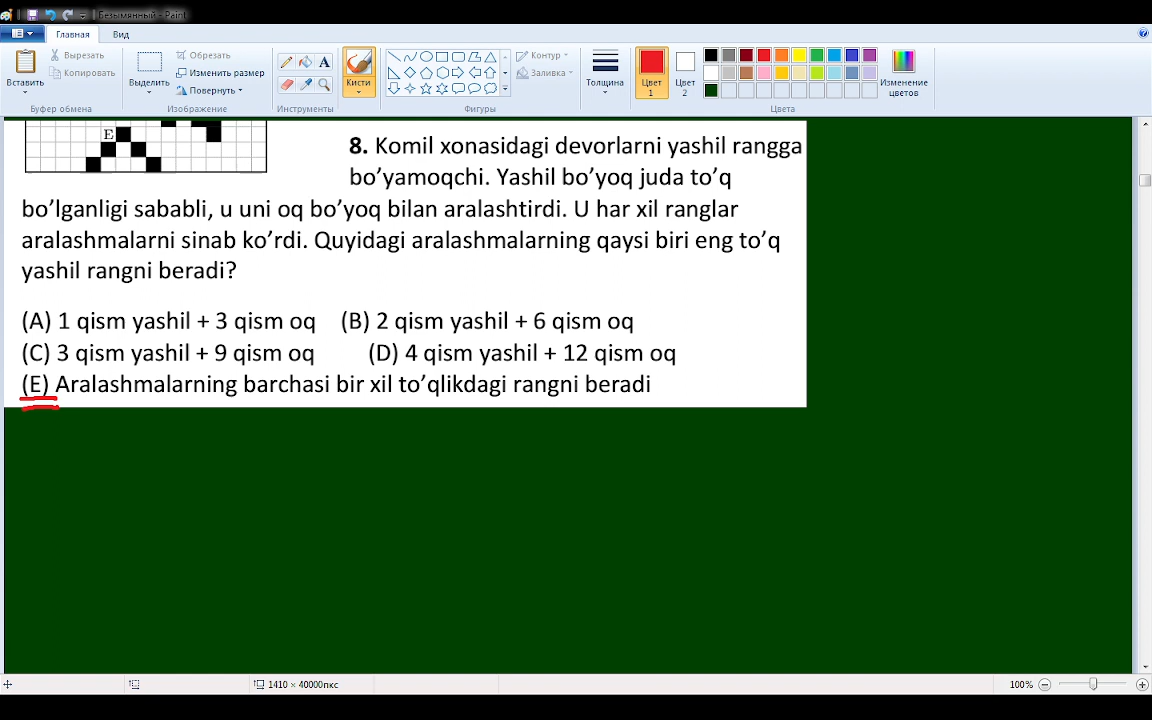 Безымянный - Paint
Главная
Вид
Вставить
Вырезать
Копировать
Буфер обмена
Выделить
Обрезать
Изменить размер
Повернуть
Изображение
A
Инструменты
Кисти
Контур
Заливка
Фигуры
Толщина
Цвет 1
Цвет 2
Изменение цветов
Цвета
E
8. Komil xonasidagi devorlarni yashil rangga
bo’yamoqchi. Yashil bo’yoq juda to’q
bo’lganligi sababli, u uni oq bo’yoq bilan aralashtirdi. U har xil ranglar
aralashmalarni sinab ko’rdi. Quyidagi aralashmalarning qaysi biri eng to’q
yashil rangni beradi?
(A) 1 qism yashil + 3 qism oq (B) 2 qism yashil + 6 qism oq
(C) 3 qism yashil + 9 qism oq (D) 4 qism yashil + 12 qism oq
(E) Aralashmalarning barchasi bir xil to’qlikdagi rangni beradi
1410 × 40000пкс
100%